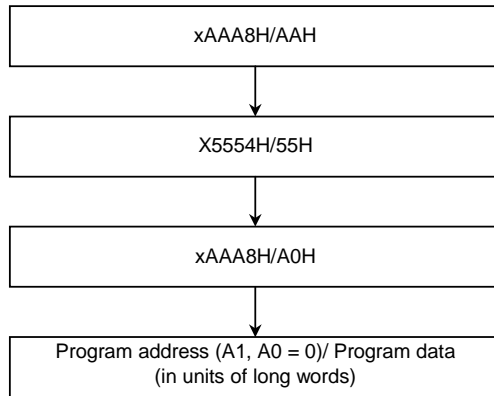 xAAA8H/AAH
X5554H/55H
xAAA8H/A0H
Program address (A1, A0 = 0)/ Program data
(in units of long words)